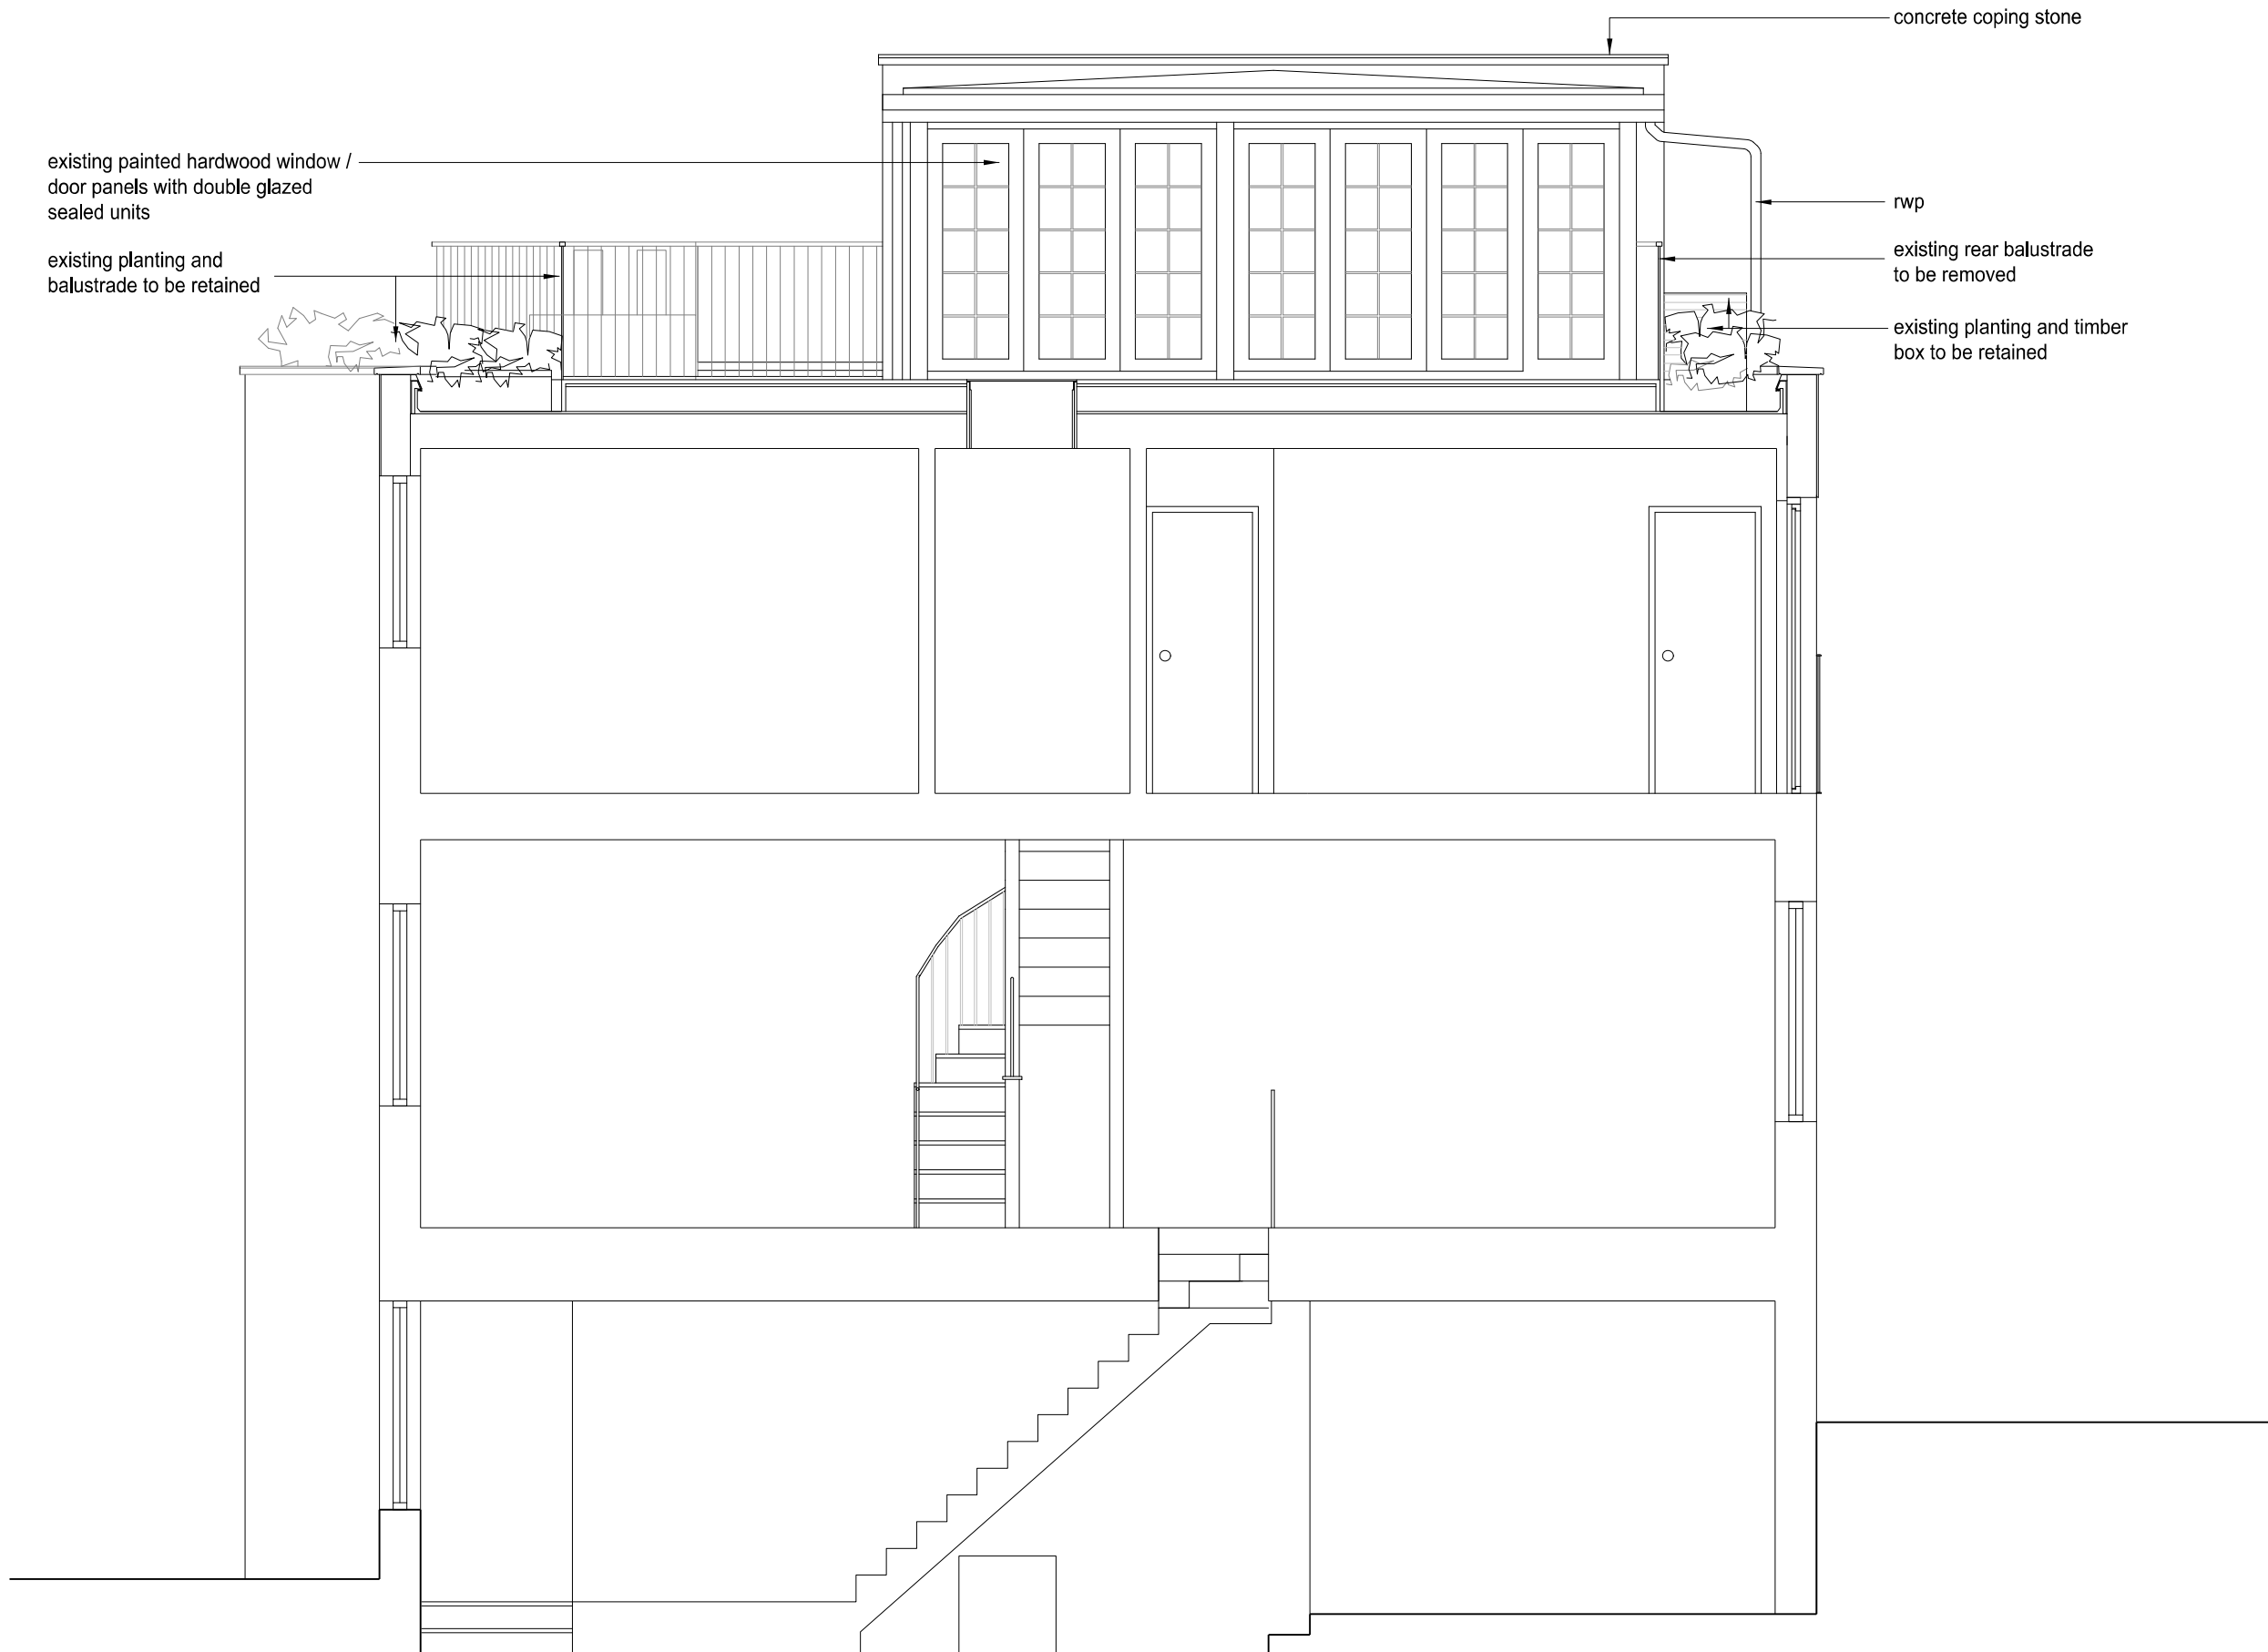 concrete coping stone
existing painted hardwood window /
door panels with double glazed
sealed units
rwp
existing rear balustrade
to be removed
existing planting and
balustrade to be retained
existing planting and timber
box to be retained